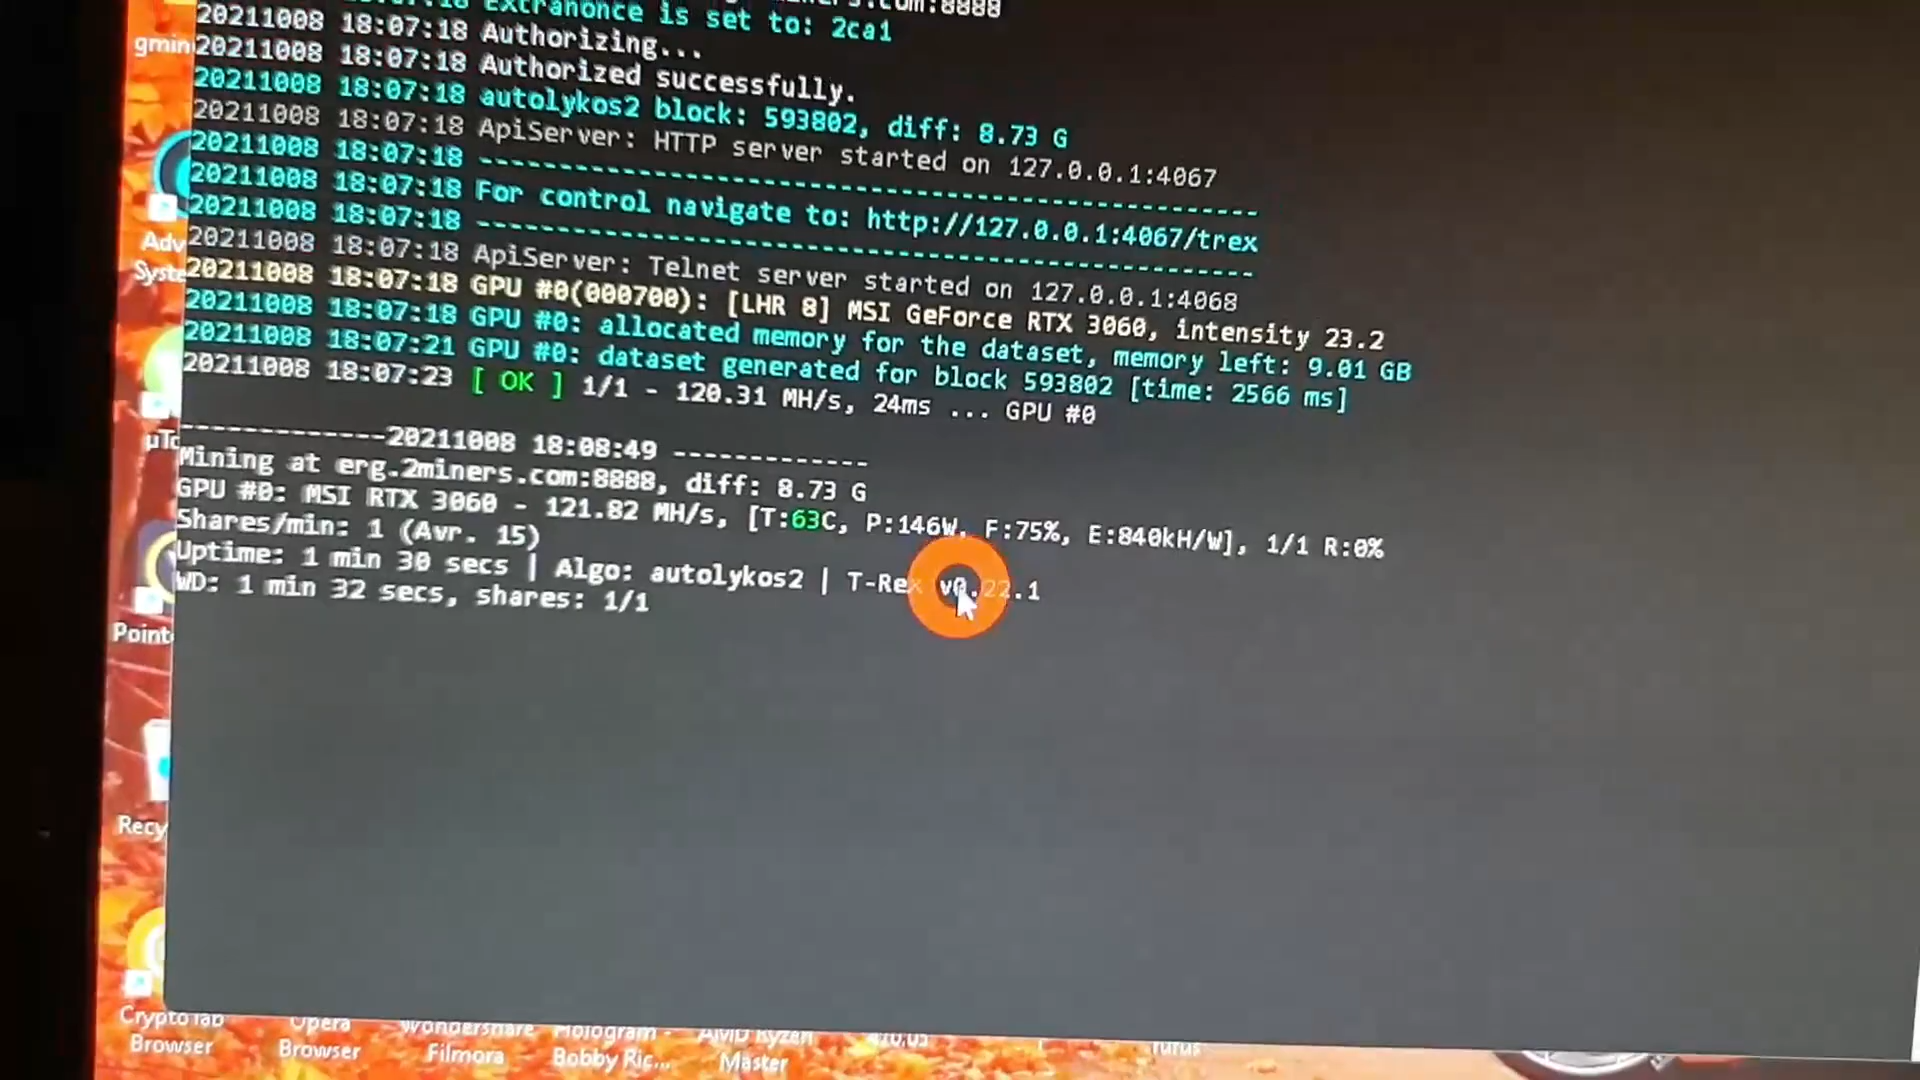 Extranonce is set to: 2ca1
20211008 18:07:18 Authorizing...
20211008 18:07:18 Authorized successfully.
20211008 18:07:18 autolykos2 block: 593802, diff: 8.73 G
20211008 18:07:18 ApiServer: HTTP server started on 127.0.0.1:4067
20211008 18:07:18 -----------------------------------------------------------
20211008 18:07:18 For control navigate to: http://127.0.0.1:4067/trex
20211008 18:07:18 -----------------------------------------------------------
20211008 18:07:18 ApiServer: Telnet server started on 127.0.0.1:4068
20211008 18:07:18 GPU #0(000700): [LHR 8] MSI GeForce RTX 3060, intensity 23.2
20211008 18:07:18 GPU #0: allocated memory for the dataset, memory left: 9.01 GB
20211008 18:07:21 GPU #0: dataset generated for block 593802 [time: 2566 ms]
20211008 18:07:23 [ OK ] 1/1 - 120.31 MH/s, 24ms ... GPU #0
-------------20211008 18:08:49 -------------
Mining at erg.2miners.com:8888, diff: 8.73 G
GPU #0: MSI RTX 3060 - 121.82 MH/s, [T:63C, P:146W, F:75%, E:840kH/W], 1/1 R:0%
Shares/min: 1 (Avr. 15)
Uptime: 1 min 30 secs | Algo: autolykos2 | T-Rex v0.22.1
WD: 1 min 32 secs, shares: 1/1
gmin
Adv
Syste
µTo
Point
Recy
CryptoTab
Browser
Opera
Browser
Wondershare
Filmora
Hologram -
Bobby Ric...
AMD Ryzen
Master
rufus